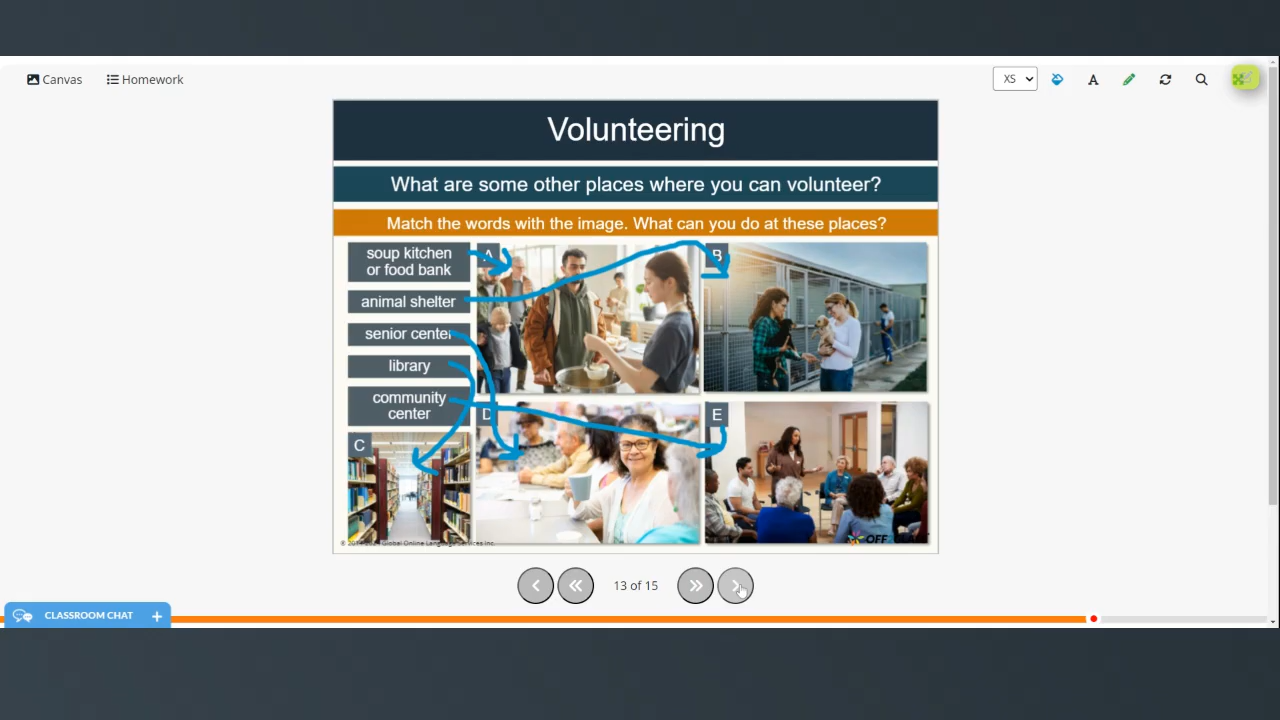 Canvas
Homework
XS
A
Volunteering
What are some other places where you can volunteer?
Match the words with the image. What can you do at these places?
soup kitchen
or food bank
animal shelter
senior center
library
community
center
A
B
C
D
E
13 of 15
CLASSROOM CHAT